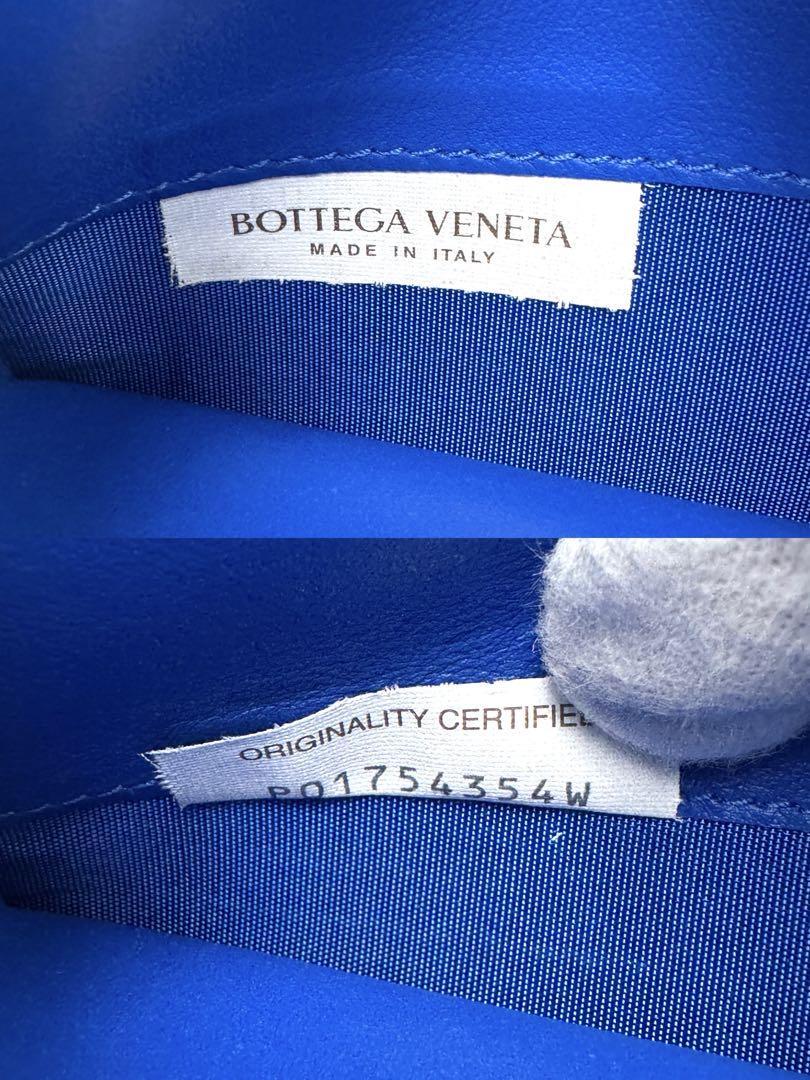 BOTTEGA VENETA
MADE IN ITALY
ORIGINALITY CERTIFIE
P01754354W